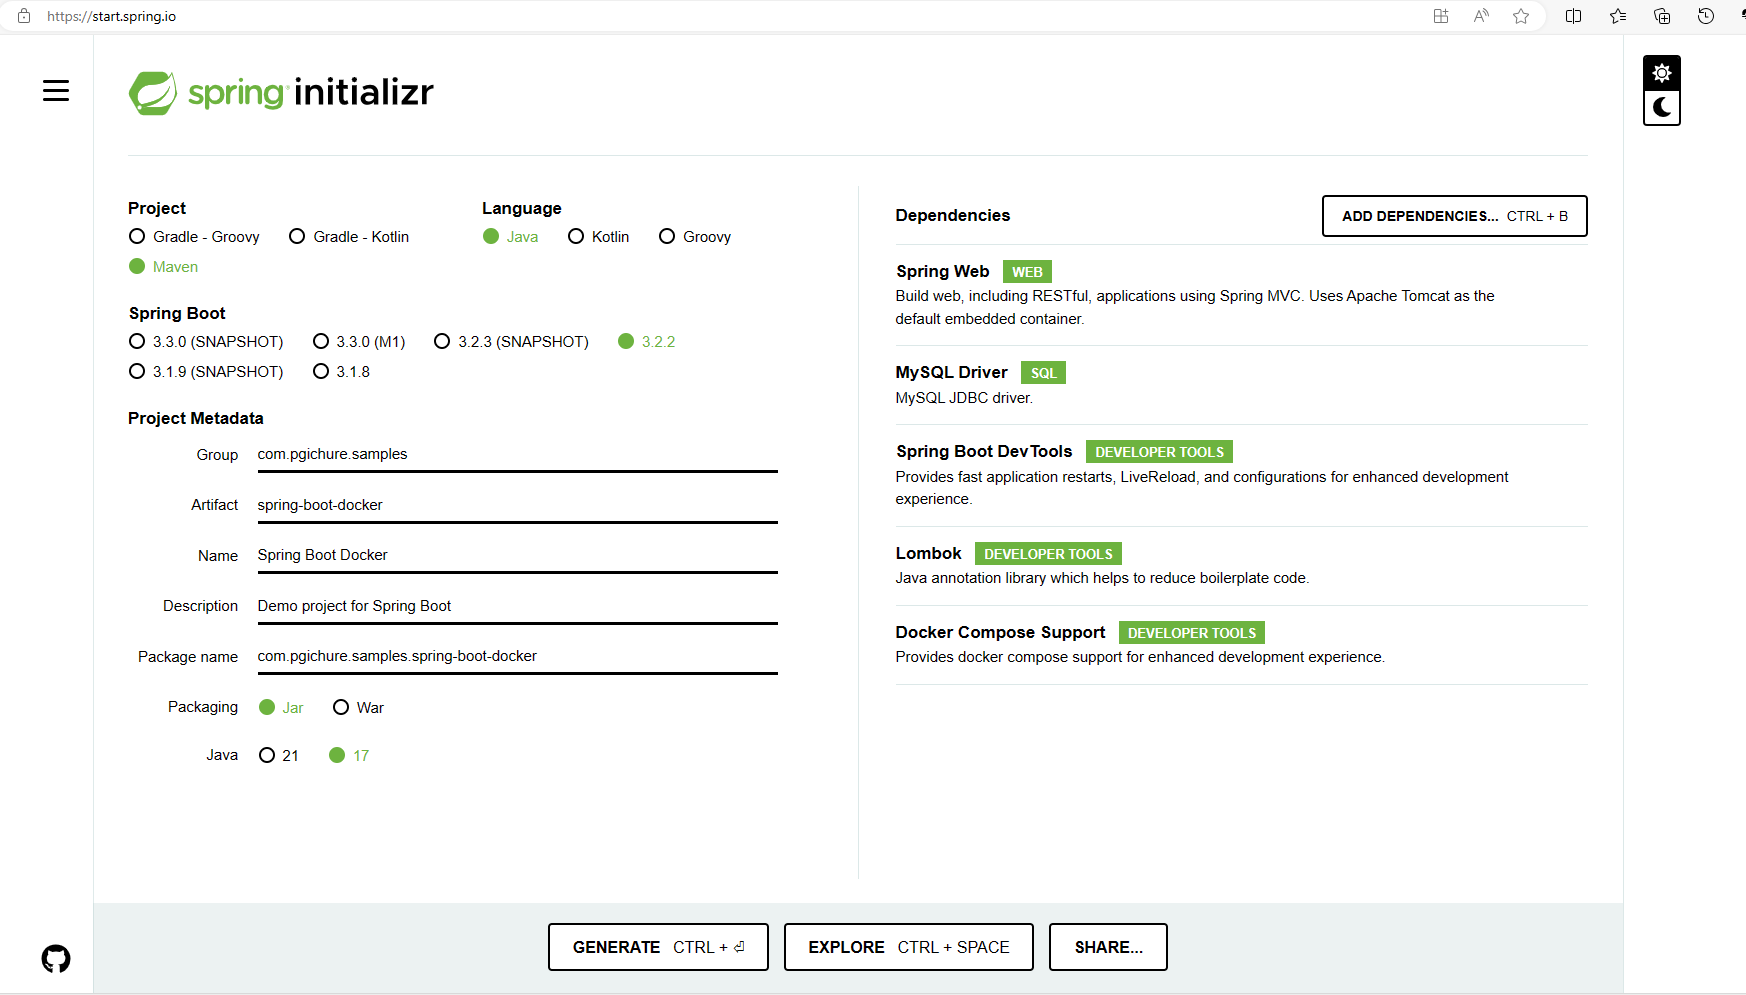 https://start.spring.io
spring initializr
Project
Gradle - Groovy Gradle - Kotlin
Maven
Language
Java Kotlin Groovy
Spring Boot
3.3.0 (SNAPSHOT) 3.3.0 (M1) 3.2.3 (SNAPSHOT) 3.2.2
3.1.9 (SNAPSHOT) 3.1.8
Project Metadata
Group com.pgichure.samples
Artifact spring-boot-docker
Name Spring Boot Docker
Description Demo project for Spring Boot
Package name com.pgichure.samples.spring-boot-docker
Packaging Jar War
Java 21 17
Dependencies ADD DEPENDENCIES... CTRL + B
Spring Web WEB
Build web, including RESTful, applications using Spring MVC. Uses Apache Tomcat as the
default embedded container.
MySQL Driver SQL
MySQL JDBC driver.
Spring Boot DevTools DEVELOPER TOOLS
Provides fast application restarts, LiveReload, and configurations for enhanced development
experience.
Lombok DEVELOPER TOOLS
Java annotation library which helps to reduce boilerplate code.
Docker Compose Support DEVELOPER TOOLS
Provides docker compose support for enhanced development experience.
GENERATE CTRL + ⏎ EXPLORE CTRL + SPACE SHARE...